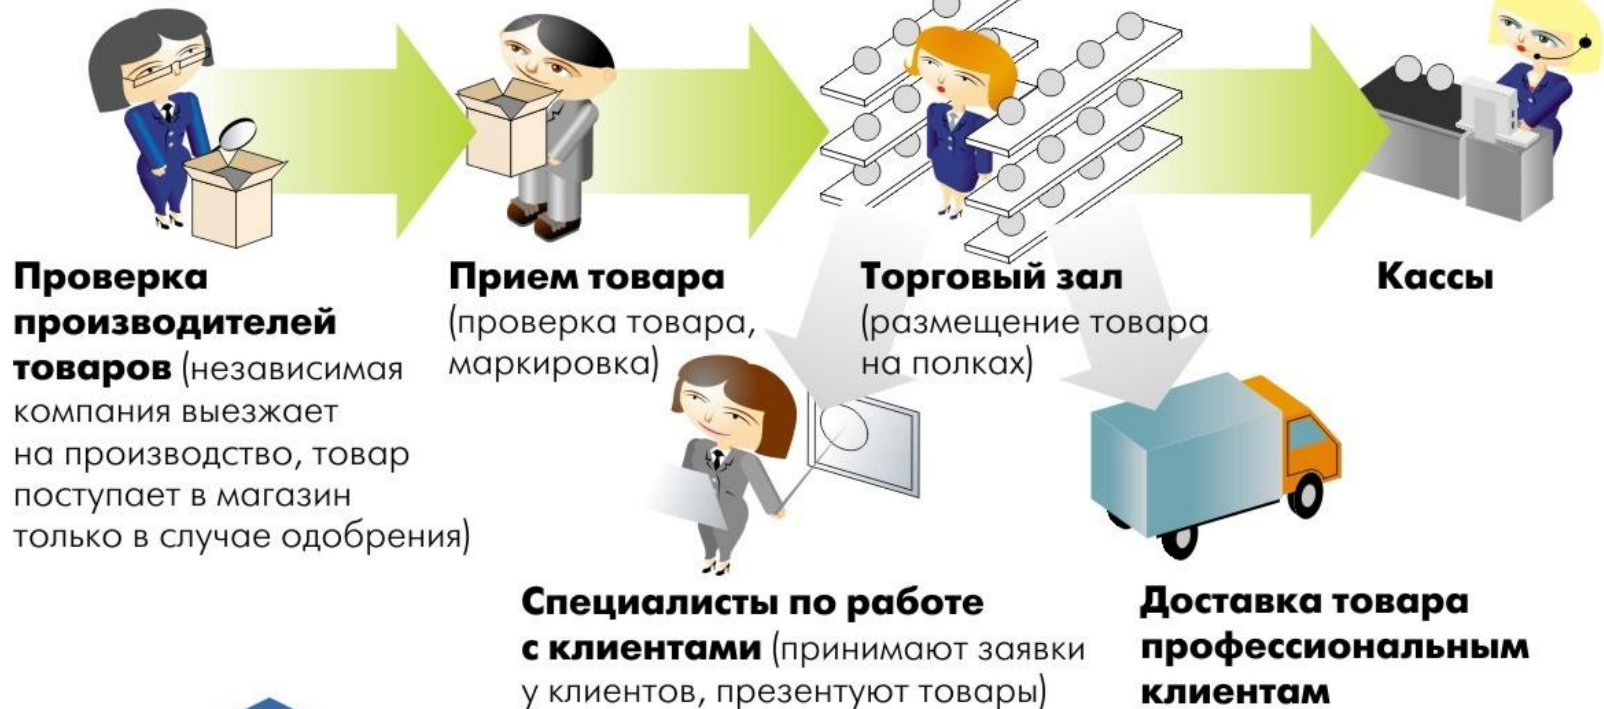 Проверка
производителей
товаров (независимая
компания выезжает
на производство, товар
поступает в магазин
только в случае одобрения)
Прием товара
(проверка товара,
маркировка)
Торговый зал
(размещение товара
на полках)
Кассы
Специалисты по работе
с клиентами (принимают заявки
у клиентов, презентуют товары)
Доставка товара
профессиональным
клиентам